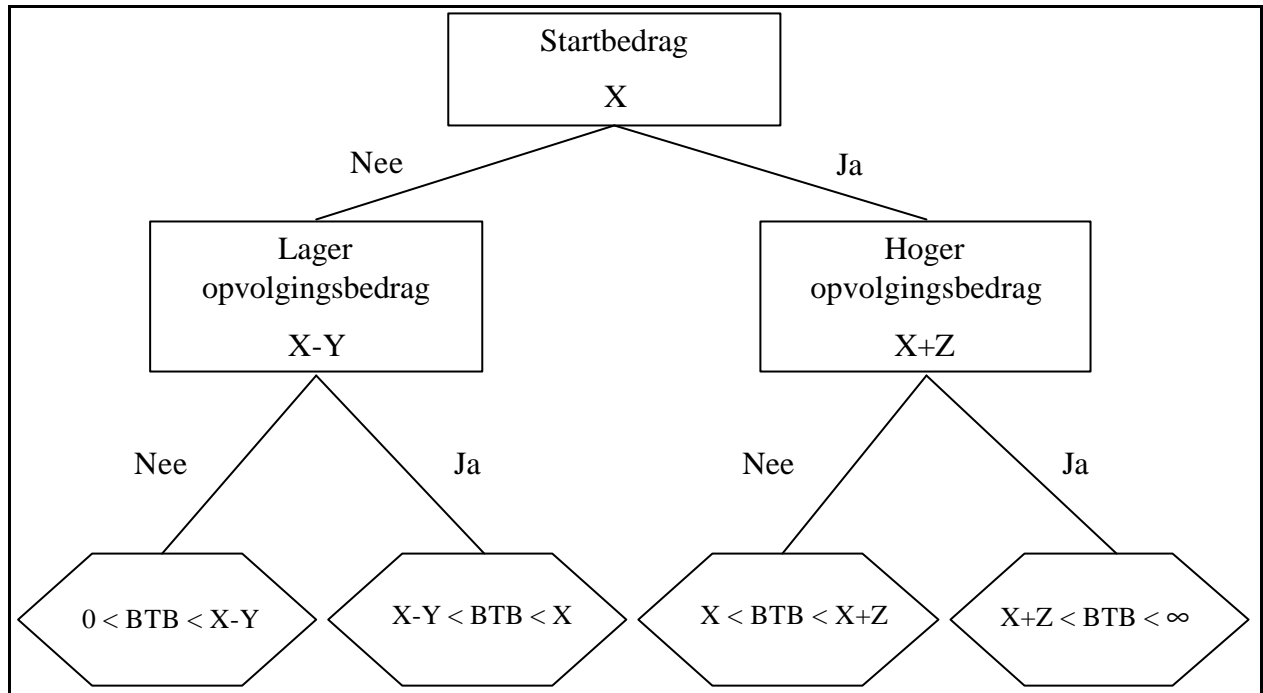 Startbedrag
X
Nee
Ja
Lager
opvolgingsbedrag
X-Y
Hoger
opvolgingsbedrag
X+Z
Nee
Ja
Nee
Ja
0 < BTB < X-Y
X-Y < BTB < X
X < BTB < X+Z
X+Z < BTB < ∞